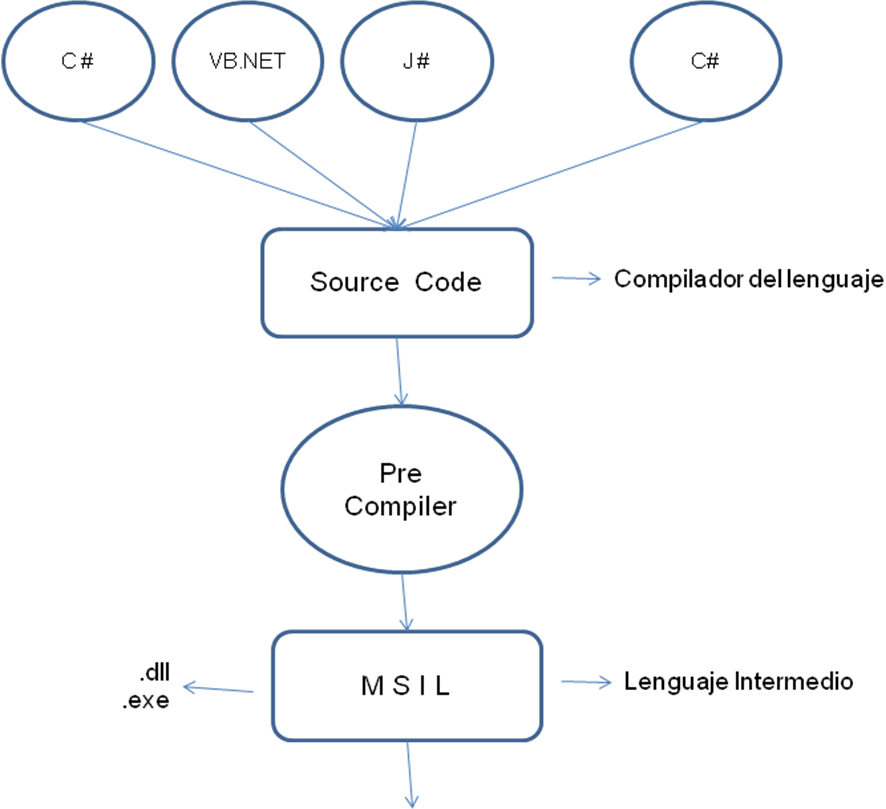 C #
VB.NET
J #
C#
Source Code
Compilador del lenguaje
Pre
Compiler
.dll
.exe
M S I L
Lenguaje Intermedio